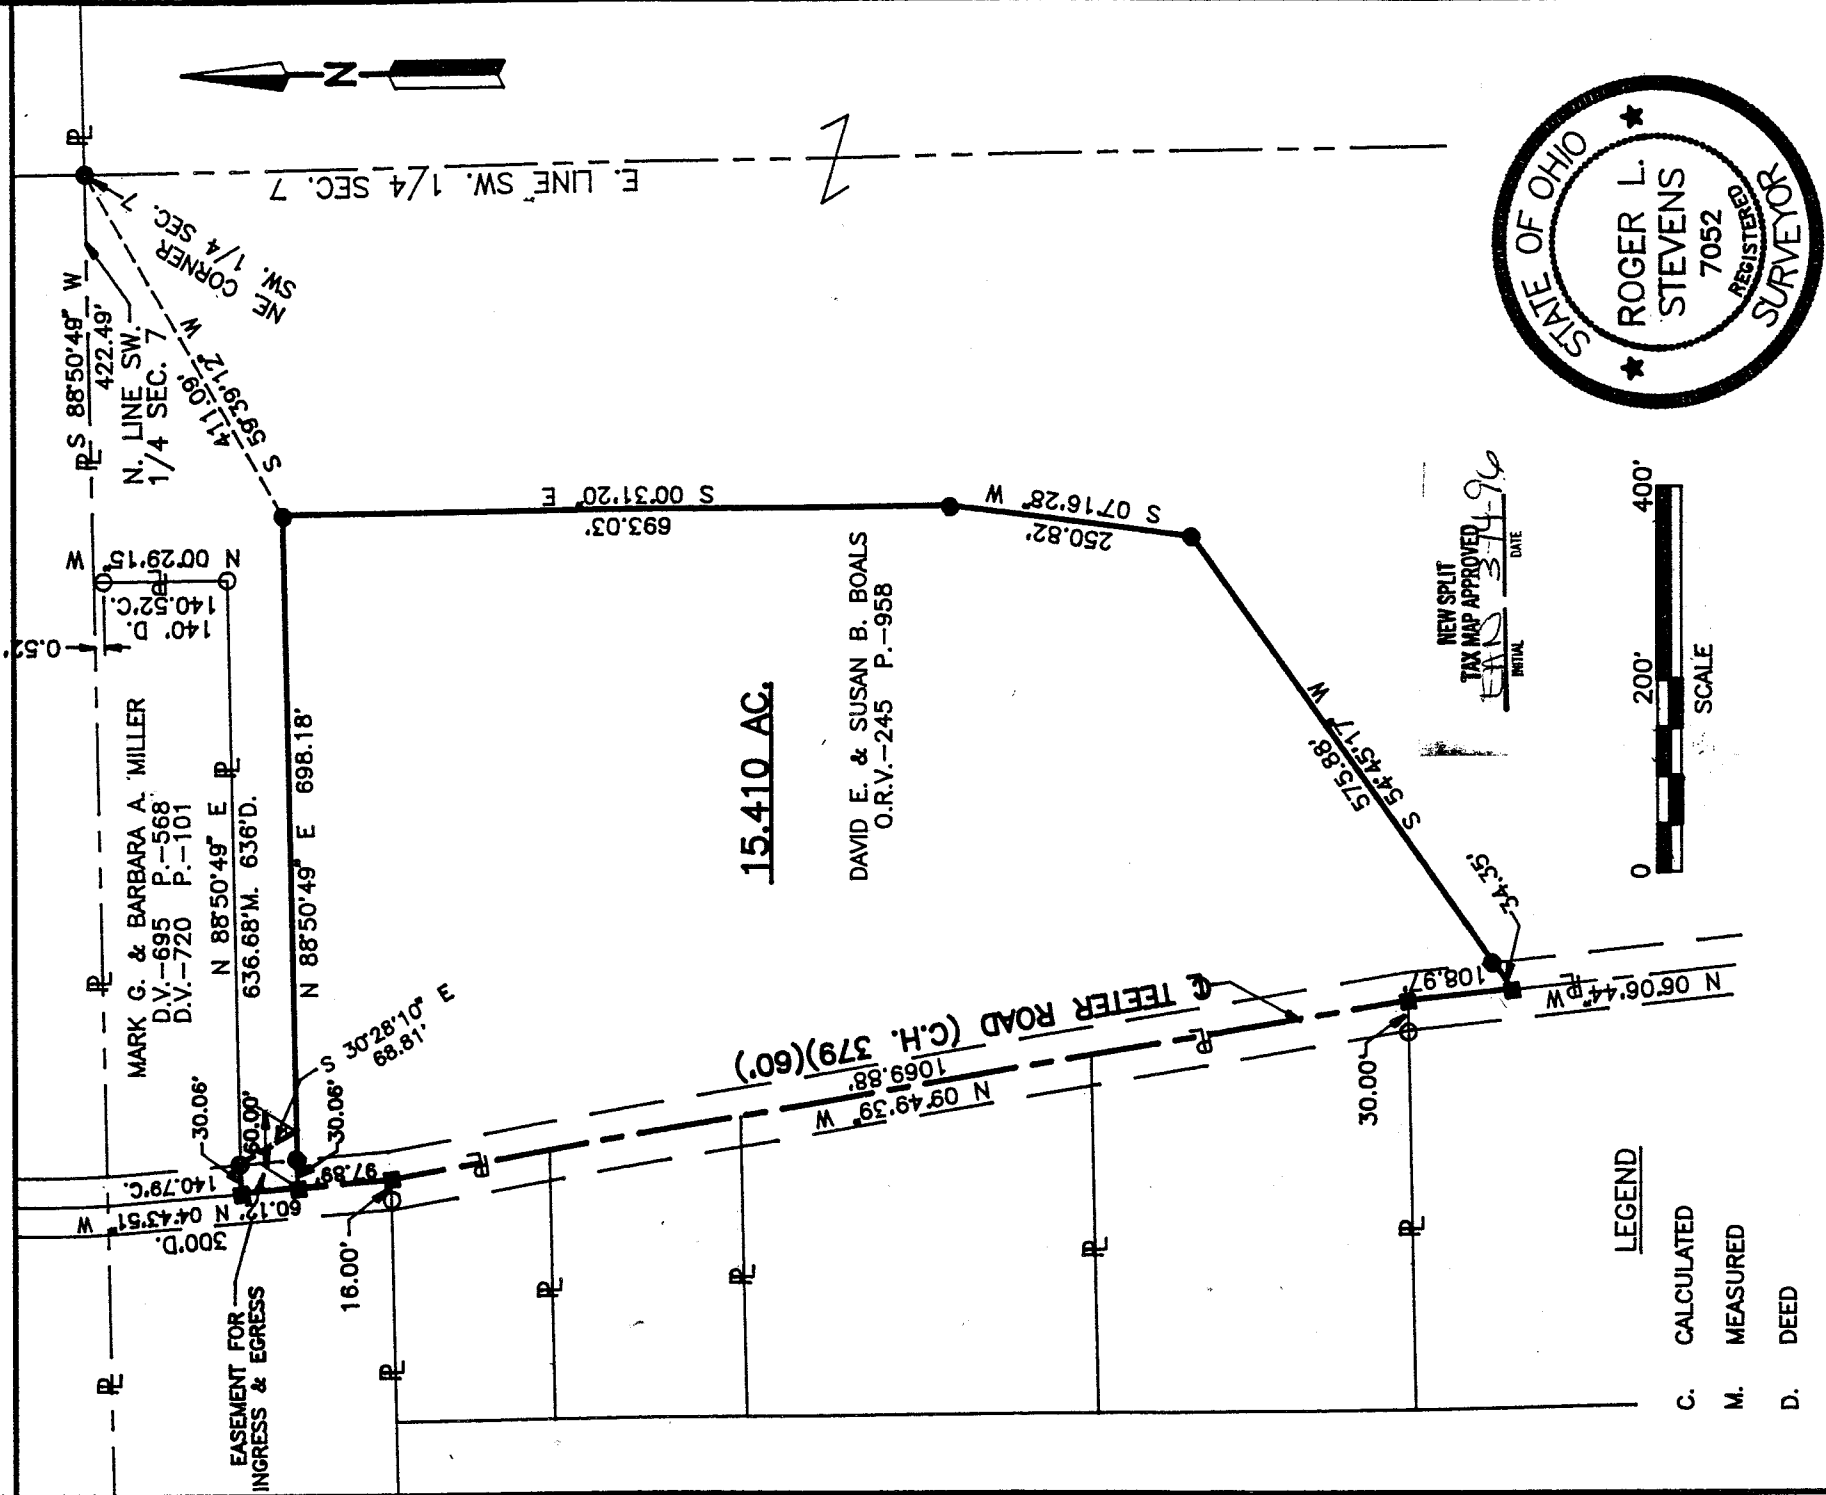 N
S 88°50'49" W
422.49'
N. LINE SW.
1/4 SEC. 7
NE CORNER
SW. 1/4 SEC. 7
E. LINE SW. 1/4 SEC. 7
411.09'
S 59°39'12" W
0.52'
N 00°29'15" W
140.52'C.
140' D.
MARK G. & BARBARA A. MILLER
D.V.-695 P.-568
D.V.-720 P.-101
N 88°50'49" E
636.68'M. 636'D.
N 88°50'49" E 698.18'
S 30°28'10" E
68.81'
30.06'
60.00'
30.06'
140.79'C.
N 04°43'51" W
300'D.
60.12'
97.89'
16.00'
EASEMENT FOR
INGRESS & EGRESS
S 00°31'20" E
693.03'
S 07°16'28" W
250.82'
15.410 AC.
DAVID E. & SUSAN B. BOALS
O.R.V.-245 P.-958
575.88'
S 54°45'17" W
34.35'
TEETER ROAD (C.H. 379)(60')
1069.88'
N 09°49'39" W
108.97'
N 06°06'44" W
30.00'
NEW SPLIT
TAX MAP APPROVED
EAD 3-14-96
INITIAL DATE
0 200' 400'
SCALE
STATE OF OHIO
ROGER L.
STEVENS
7052
REGISTERED
SURVEYOR
LEGEND
C. CALCULATED
M. MEASURED
D. DEED